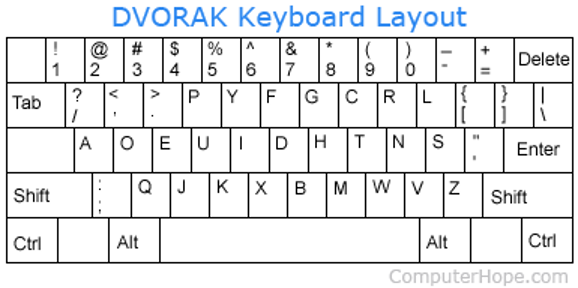 DVORAK Keyboard Layout
! @ # $ % ^ & * ( ) _ +
1 2 3 4 5 6 7 8 9 0 - = Delete
Tab ? < > P Y F G C R L { } |
/ , . [ ] \
A O E U I D H T N S " Enter
'
Shift : Q J K X B M W V Z Shift
;
Ctrl Alt Alt Ctrl
ComputerHope.com